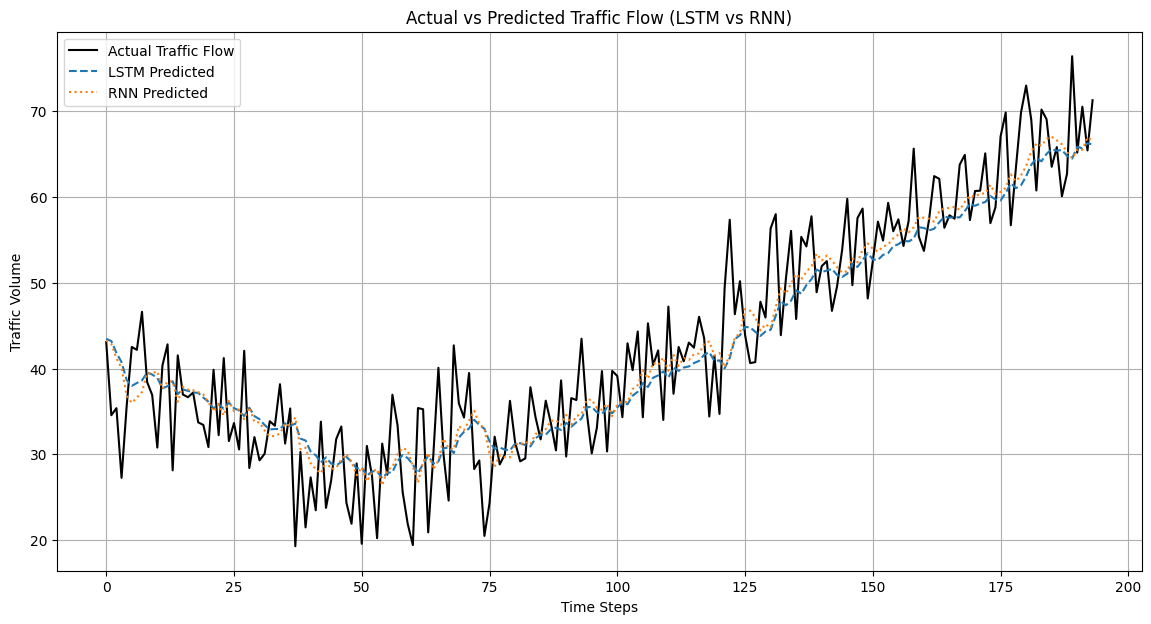 Actual vs Predicted Traffic Flow (LSTM vs RNN)
Actual Traffic Flow
LSTM Predicted
RNN Predicted
Traffic Volume
70
60
50
40
30
20
0 25 50 75 100 125 150 175 200
Time Steps